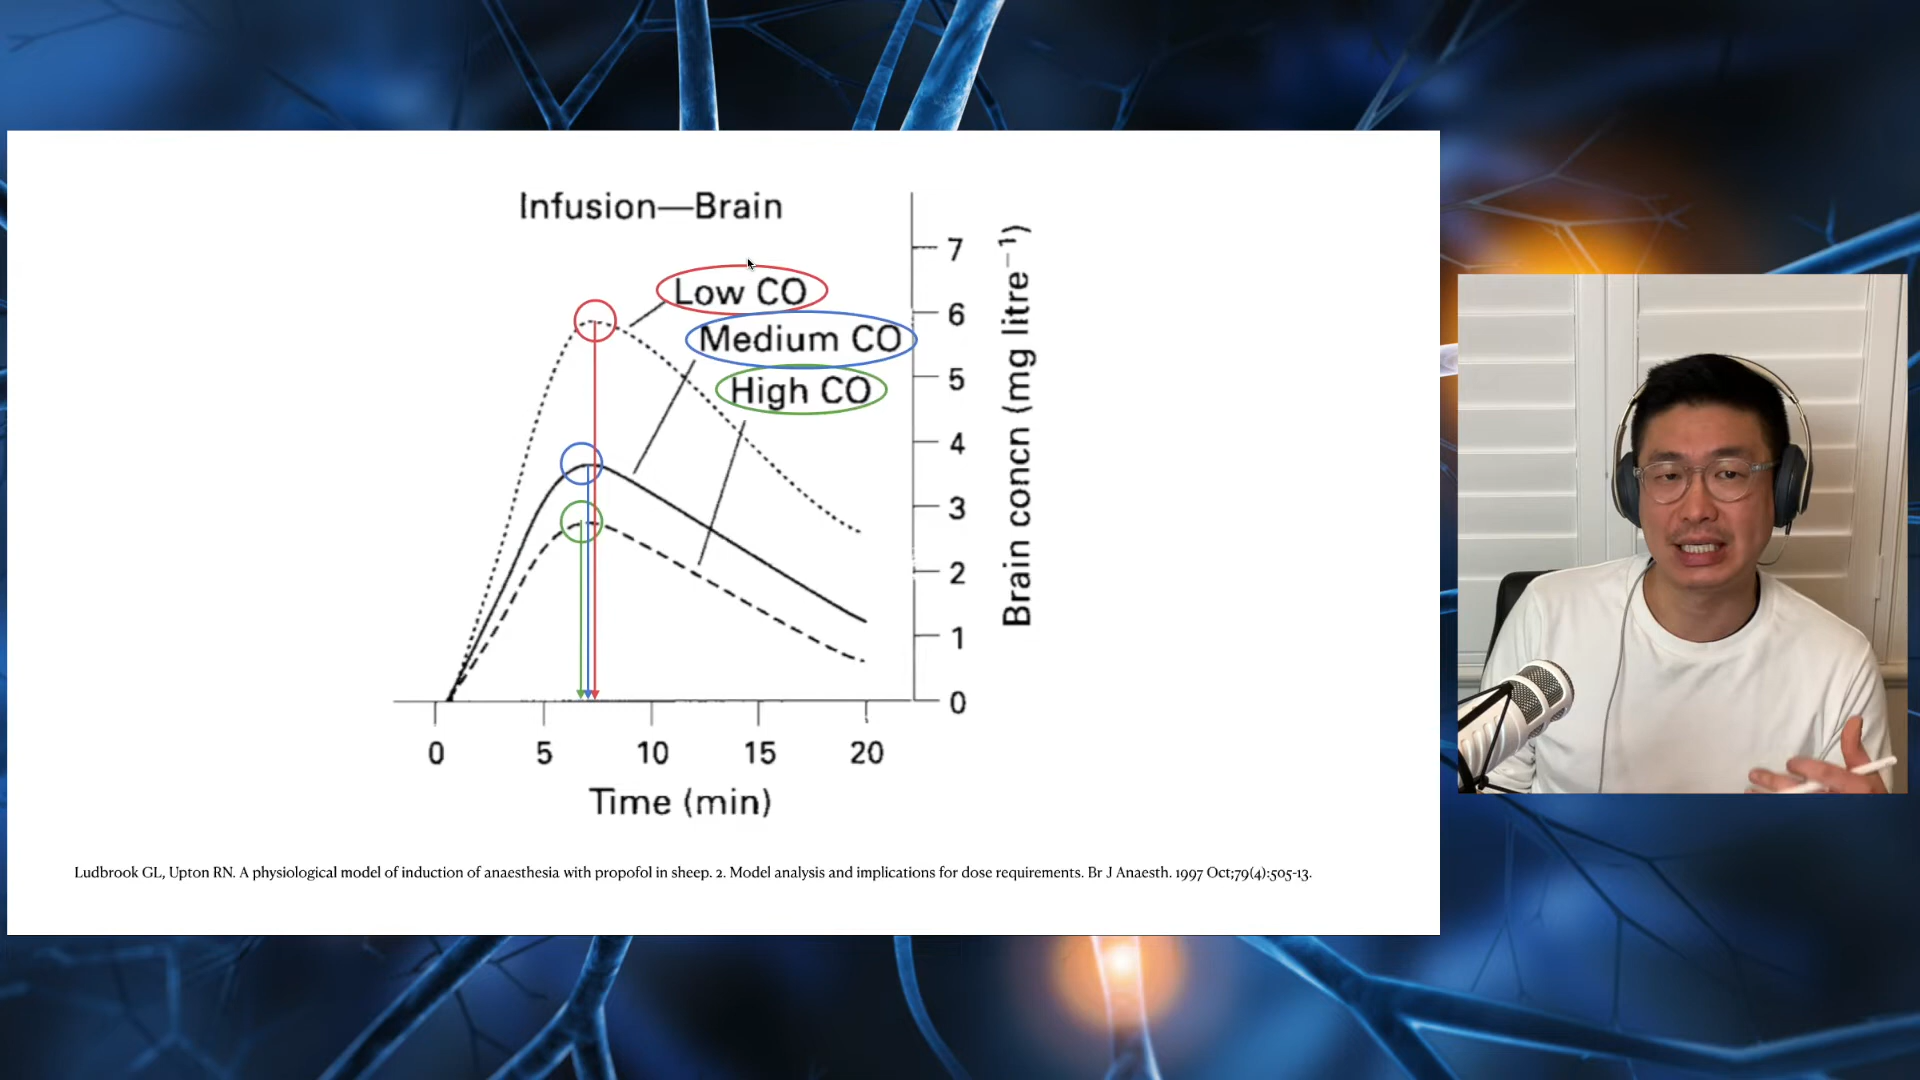 Infusion—Brain
Low CO
Medium CO
High CO
7
6
5
4
3
2
1
0
Brain concn (mg litre⁻¹)
0 5 10 15 20
Time (min)
Ludbrook GL, Upton RN. A physiological model of induction of anaesthesia with propofol in sheep. 2. Model analysis and implications for dose requirements. Br J Anaesth. 1997 Oct;79(4):505-13.